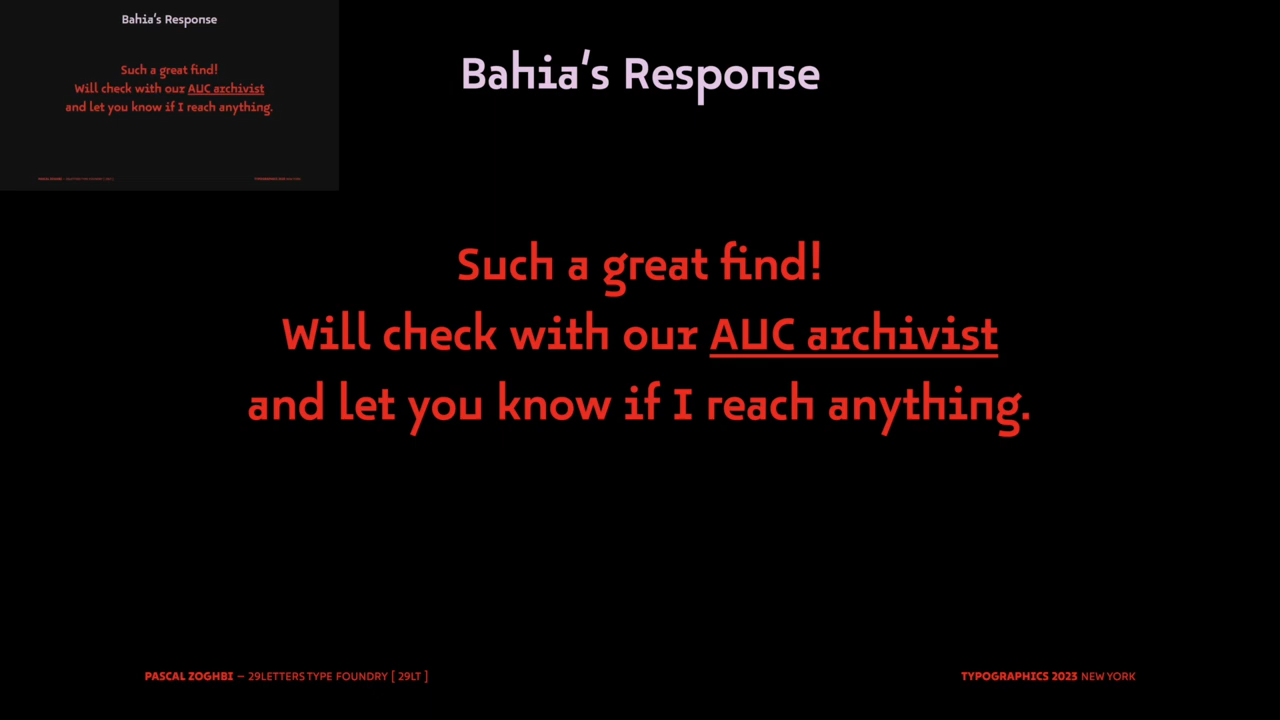 Bahia's Response
Such a great find!
Will check with our AUC archivist
and let you know if I reach anything.
Bahia's Response
Such a great find!
Will check with our AUC archivist
and let you know if I reach anything.
PASCAL ZOGHBI — 29LETTERS TYPE FOUNDRY [ 29LT ]
TYPOGRAPHICS 2023 NEW YORK